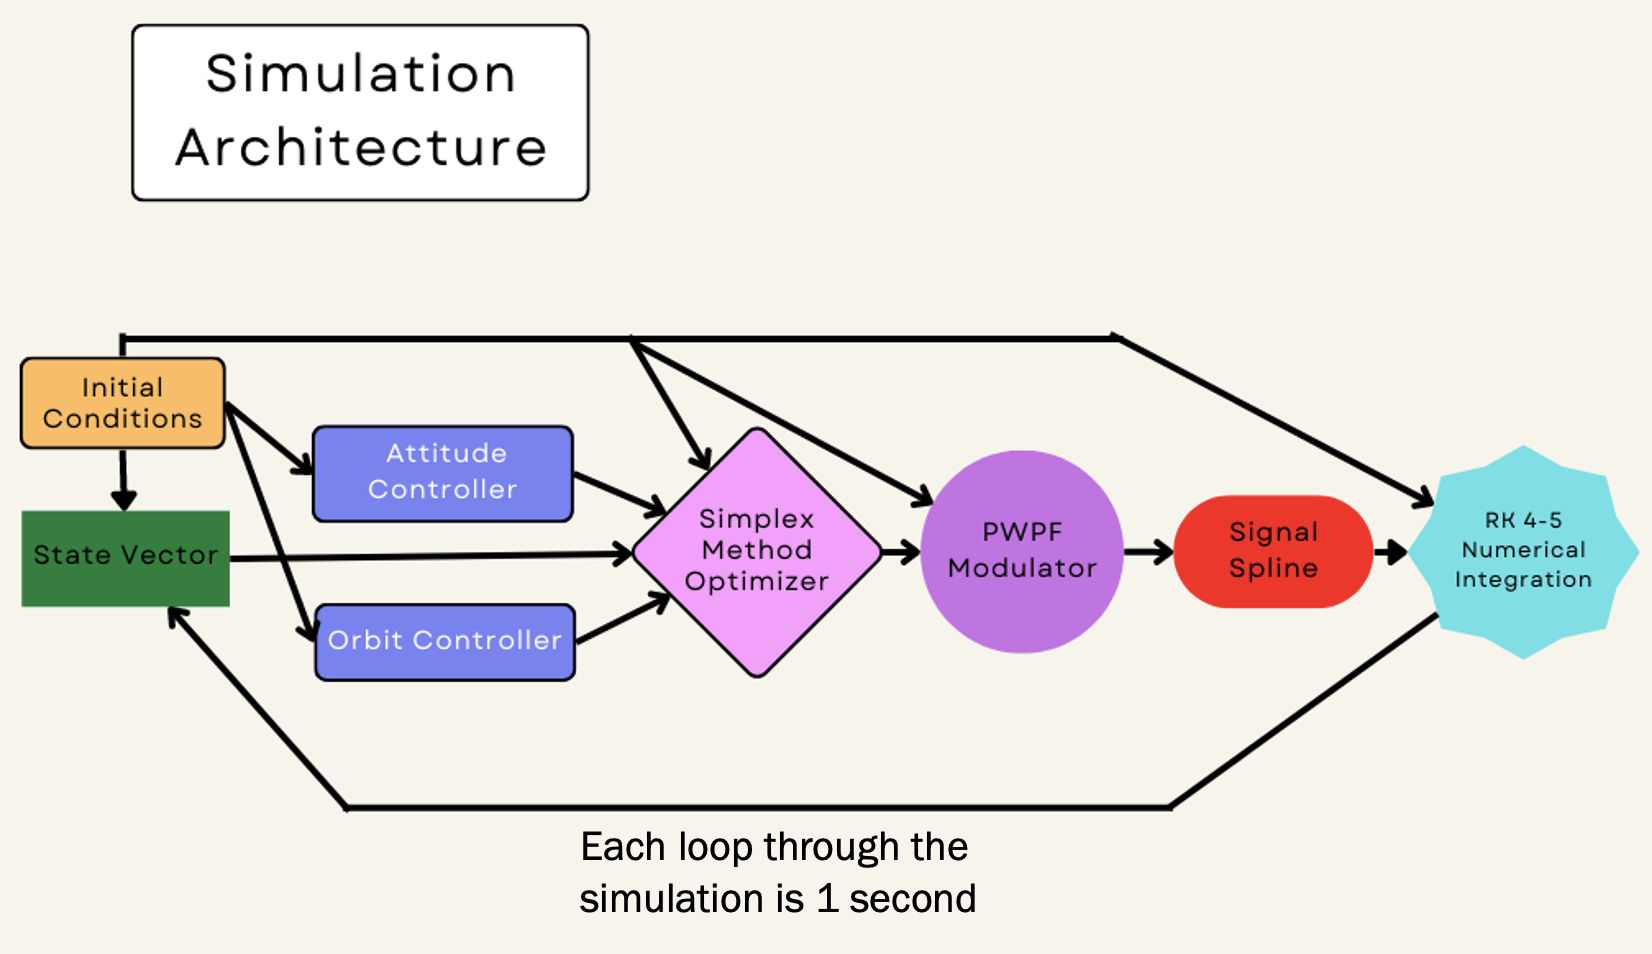 Simulation
Architecture
Initial
Conditions
Attitude
Controller
State Vector
Orbit Controller
Simplex
Method
Optimizer
PWPF
Modulator
Signal
Spline
RK 4-5
Numerical
Integration
Each loop through the
simulation is 1 second